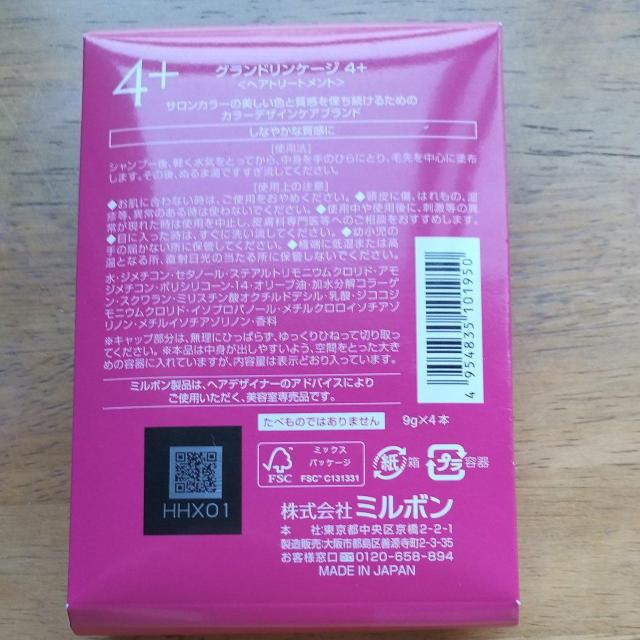 4+
グランドリンケージ 4+
〈ヘアトリートメント〉
サロンカラーの美しい色と質感を保ち続けるための
カラーデザインケアブランド
しなやかな質感に
[使用法]
シャンプー後、軽く水気をとってから、中身を手のひらにとり、毛先を中心に塗布
します。その後、ぬるま湯ですすぎ流してください。
[使用上の注意]
◆お肌に合わない時は、ご使用をおやめください。◆頭皮に傷、はれもの、湿
疹等、異常のある時は使わないでください。◆使用中や使用後に、刺激等の異
常が現れた時は使用を中止し、皮膚科専門医等へのご相談をおすすめします。
◆目に入った時は、すぐに洗い流してください。◆幼小児の
手の届かない所に保管してください。◆極端に低温または高
温となる所、直射日光の当たる所に保管しないでください。
水・ジメチコン・セタノール・ステアルトリモニウムクロリド・アモ
ジメチコン・ポリシリコーン-14・オリーブ油・加水分解コラーゲ
ン・スクワラン・ミリスチン酸オクチルドデシル・乳酸・ジココジ
モニウムクロリド・イソプロパノール・メチルクロロイソチアゾ
リノン・メチルイソチアゾリノン・香料
※キャップ部分は、無理にひっぱらず、ゆっくりひねって切り取っ
てください。※本品は中身が出しやすいよう、空間をとった大き
めの容器に入れていますが、内容量は表示どおり入っています。
4 954835 101950
ミルボン製品は、ヘアデザイナーのアドバイスにより
ご使用いただく、美容室専売品です。
たべものではありません
9g×4本
HHX01
FSC
ミックス
パッケージ
FSC™ C131331
紙 箱
プラ 容器
株式会社 ミルボン
本 社:東京都中央区京橋2-2-1
製造販売:大阪市都島区善源寺町2-3-35
お客様窓口 0120-658-894
MADE IN JAPAN